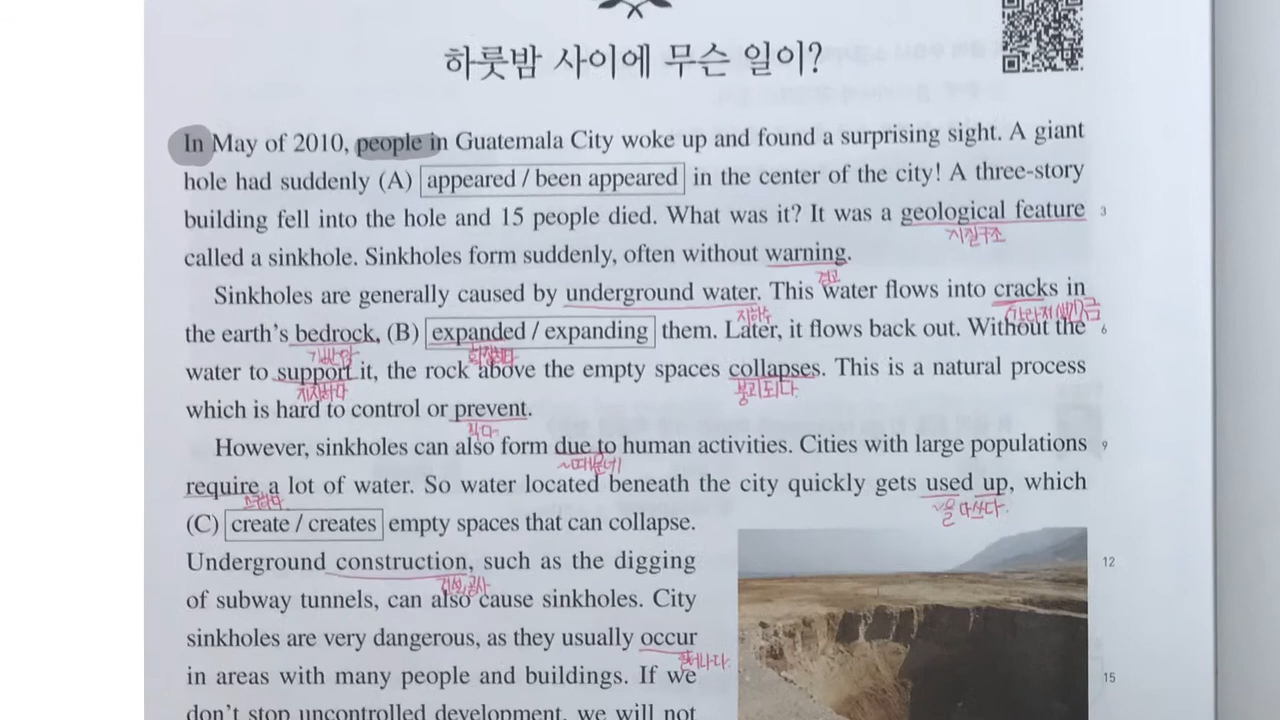 하룻밤 사이에 무슨 일이?
In May of 2010, people in Guatemala City woke up and found a surprising sight. A giant
hole had suddenly (A) appeared / been appeared in the center of the city! A three-story
building fell into the hole and 15 people died. What was it? It was a geological feature 3
지질구조
called a sinkhole. Sinkholes form suddenly, often without warning.
경고
Sinkholes are generally caused by underground water. This water flows into cracks in
지하수
the earth's bedrock, (B) expanded / expanding them. Later, it flows back out. Without the 6
기반암
확장하다
water to support it, the rock above the empty spaces collapses. This is a natural process
지지하다
붕괴되다.
which is hard to control or prevent.
막다.
However, sinkholes can also form due to human activities. Cities with large populations 9
~때문에
require a lot of water. So water located beneath the city quickly gets used up, which
(C) create / creates empty spaces that can collapse.
Underground construction, such as the digging 12
건설,공사
of subway tunnels, can also cause sinkholes. City
sinkholes are very dangerous, as they usually occur
일어나다.
in areas with many people and buildings. If we 15
don't stop uncontrolled development, we will not